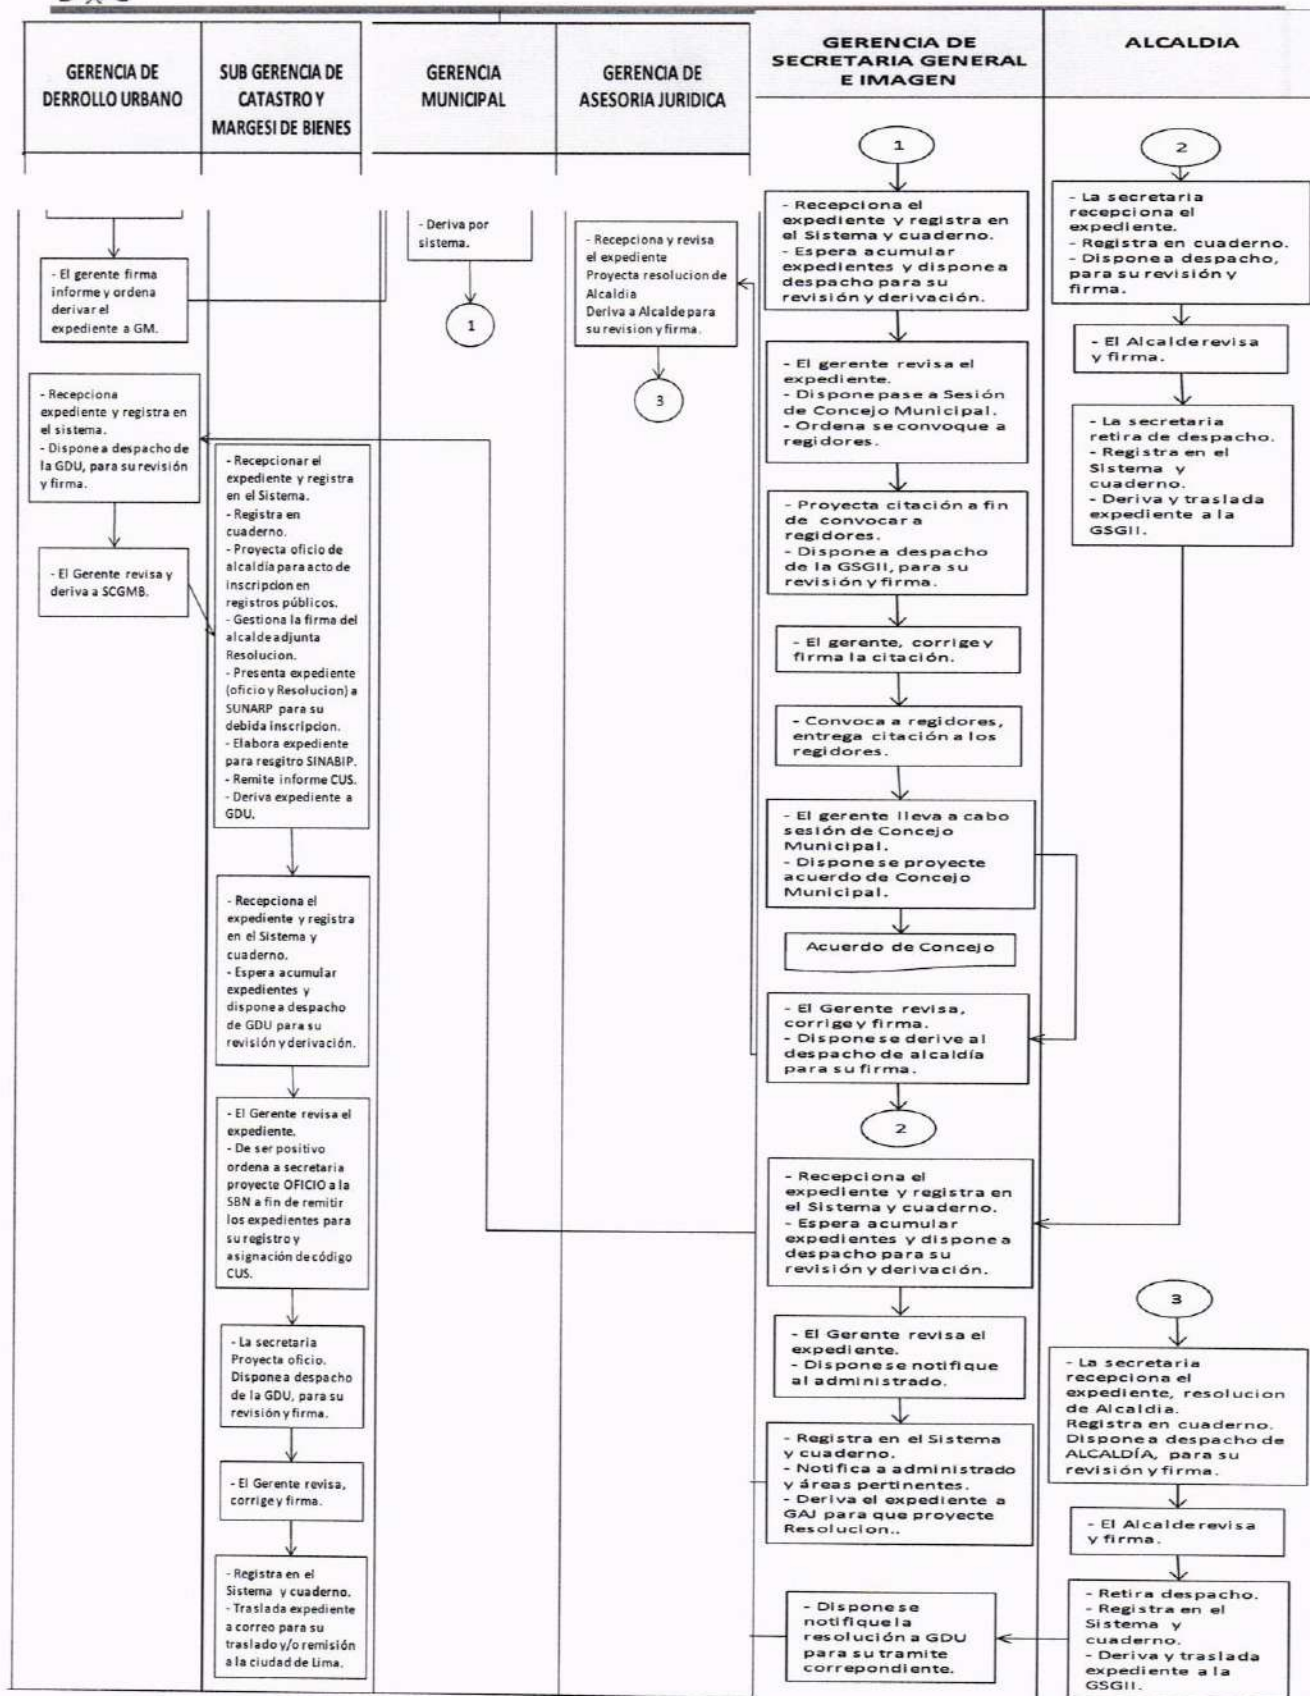 GERENCIA DE
DERROLLO URBANO
SUB GERENCIA DE
CATASTRO Y
MARGESI DE BIENES
GERENCIA
MUNICIPAL
GERENCIA DE
ASESORIA JURIDICA
GERENCIA DE
SECRETARIA GENERAL
E IMAGEN
ALCALDIA
- El gerente firma
informe y ordena
derivar el
expediente a GM.
- Recepciona
expediente y registra en
el sistema.
- Dispone a despacho de
la GDU, para su revisión
y firma.
- El Gerente revisa y
deriva a SCGMB.
- Recepcionar el
expediente y registra
en el Sistema.
- Registra en
cuaderno.
- Proyecta oficio de
alcaldía para acto de
inscripcion en
registros públicos.
- Gestiona la firma del
alcalde adjunta
Resolucion.
- Presenta expediente
(oficio y Resolucion) a
SUNARP para su
debida inscripcion.
- Elabora expediente
para resgitro SINABIP.
- Remite informe CUS.
- Deriva expediente a
GDU.
- Recepciona el
expediente y registra
en el Sistema y
cuaderno.
- Espera acumular
expedientes y
dispone a despacho
de GDU para su
revisión y derivación.
- El Gerente revisa el
expediente.
- De ser positivo
ordena a secretaria
proyecte OFICIO a la
SBN a fin de remitir
los expedientes para
su registro y
asignación de código
CUS.
- La secretaria
Proyecta oficio.
Dispone a despacho
de la GDU, para su
revisión y firma.
- El Gerente revisa,
corrige y firma.
- Registra en el
Sistema y cuaderno.
- Traslada expediente
a correo para su
traslado y/o remisión
a la ciudad de Lima.
- Deriva por
sistema.
1
- Recepciona y revisa
el expediente
Proyecta resolucion de
Alcaldia
Deriva a Alcalde para
su revision y firma.
3
1
- Recepciona el
expediente y registra en
el Sistema y cuaderno.
- Espera acumular
expedientes y dispone a
despacho para su
revisión y derivación.
- El gerente revisa el
expediente.
- Dispone pase a Sesión
de Concejo Municipal.
- Ordena se convoque a
regidores.
- Proyecta citación a fin
de convocar a
regidores.
- Dispone a despacho
de la GSGII, para su
revisión y firma.
- El gerente, corrige y
firma la citación.
- Convoca a regidores,
entrega citación a los
regidores.
- El gerente lleva a cabo
sesión de Concejo
Municipal.
- Dispone se proyecte
acuerdo de Concejo
Municipal.
Acuerdo de Concejo
- El Gerente revisa,
corrige y firma.
- Dispone se derive al
despacho de alcaldía
para su firma.
2
- Recepciona el
expediente y registra en
el Sistema y cuaderno.
- Espera acumular
expedientes y dispone a
despacho para su
revisión y derivación.
- El Gerente revisa el
expediente.
- Dispone se notifique
al administrado.
- Registra en el Sistema
y cuaderno.
- Notifica a administrado
y áreas pertinentes.
- Deriva el expediente a
GAJ para que proyecte
Resolucion..
- Dispone se
notifique la
resolución a GDU
para su tramite
correpondiente.
2
- La secretaria
recepciona el
expediente.
- Registra en cuaderno.
- Dispone a despacho,
para su revisión y
firma.
- El Alcalde revisa
y firma.
- La secretaria
retira de despacho.
- Registra en el
Sistema y
cuaderno.
- Deriva y traslada
expediente a la
GSGII.
3
- La secretaria
recepciona el
expediente, resolucion
de Alcaldia.
Registra en cuaderno.
Dispone a despacho de
ALCALDÍA, para su
revisión y firma.
- El Alcalde revisa
y firma.
- Retira despacho.
- Registra en el
Sistema y
cuaderno.
- Deriva y traslada
expediente a la
GSGII.